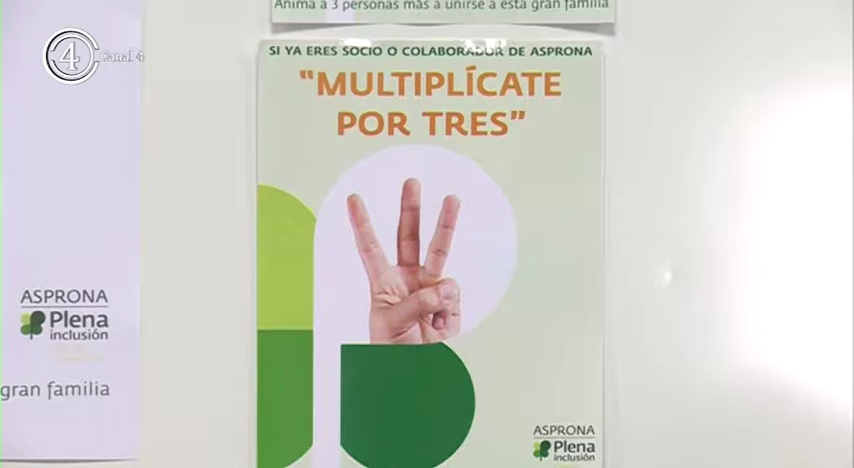 Anima a 3 personas más a unirse a esta gran familia
4 Canal 4
SI YA ERES SOCIO O COLABORADOR DE ASPRONA
"MULTIPLÍCATE
POR TRES"
ASPRONA
Plena
inclusión
gran familia
ASPRONA
Plena
inclusión